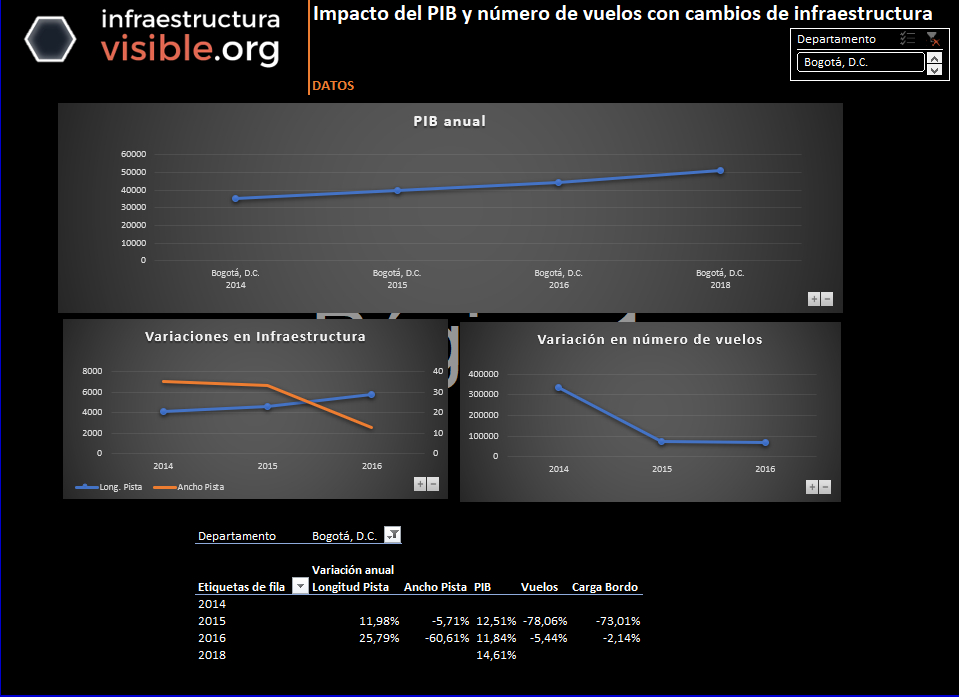 infraestructura
visible.org
Impacto del PIB y número de vuelos con cambios de infraestructura
DATOS
Departamento
Bogotá, D.C.
PIB anual
60000
50000
40000
30000
20000
10000
0
Bogotá, D.C. Bogotá, D.C. Bogotá, D.C. Bogotá, D.C.
2014 2015 2016 2018
Variaciones en Infraestructura
8000 40
6000 30
4000 20
2000 10
0 0
2014 2015 2016
Long. Pista Ancho Pista
Variación en número de vuelos
400000
300000
200000
100000
0
2014 2015 2016
Departamento Bogotá, D.C.
Variación anual
Etiquetas de fila Longitud Pista Ancho Pista PIB Vuelos Carga Bordo
2014
2015 11,98% -5,71% 12,51% -78,06% -73,01%
2016 25,79% -60,61% 11,84% -5,44% -2,14%
2018 14,61%